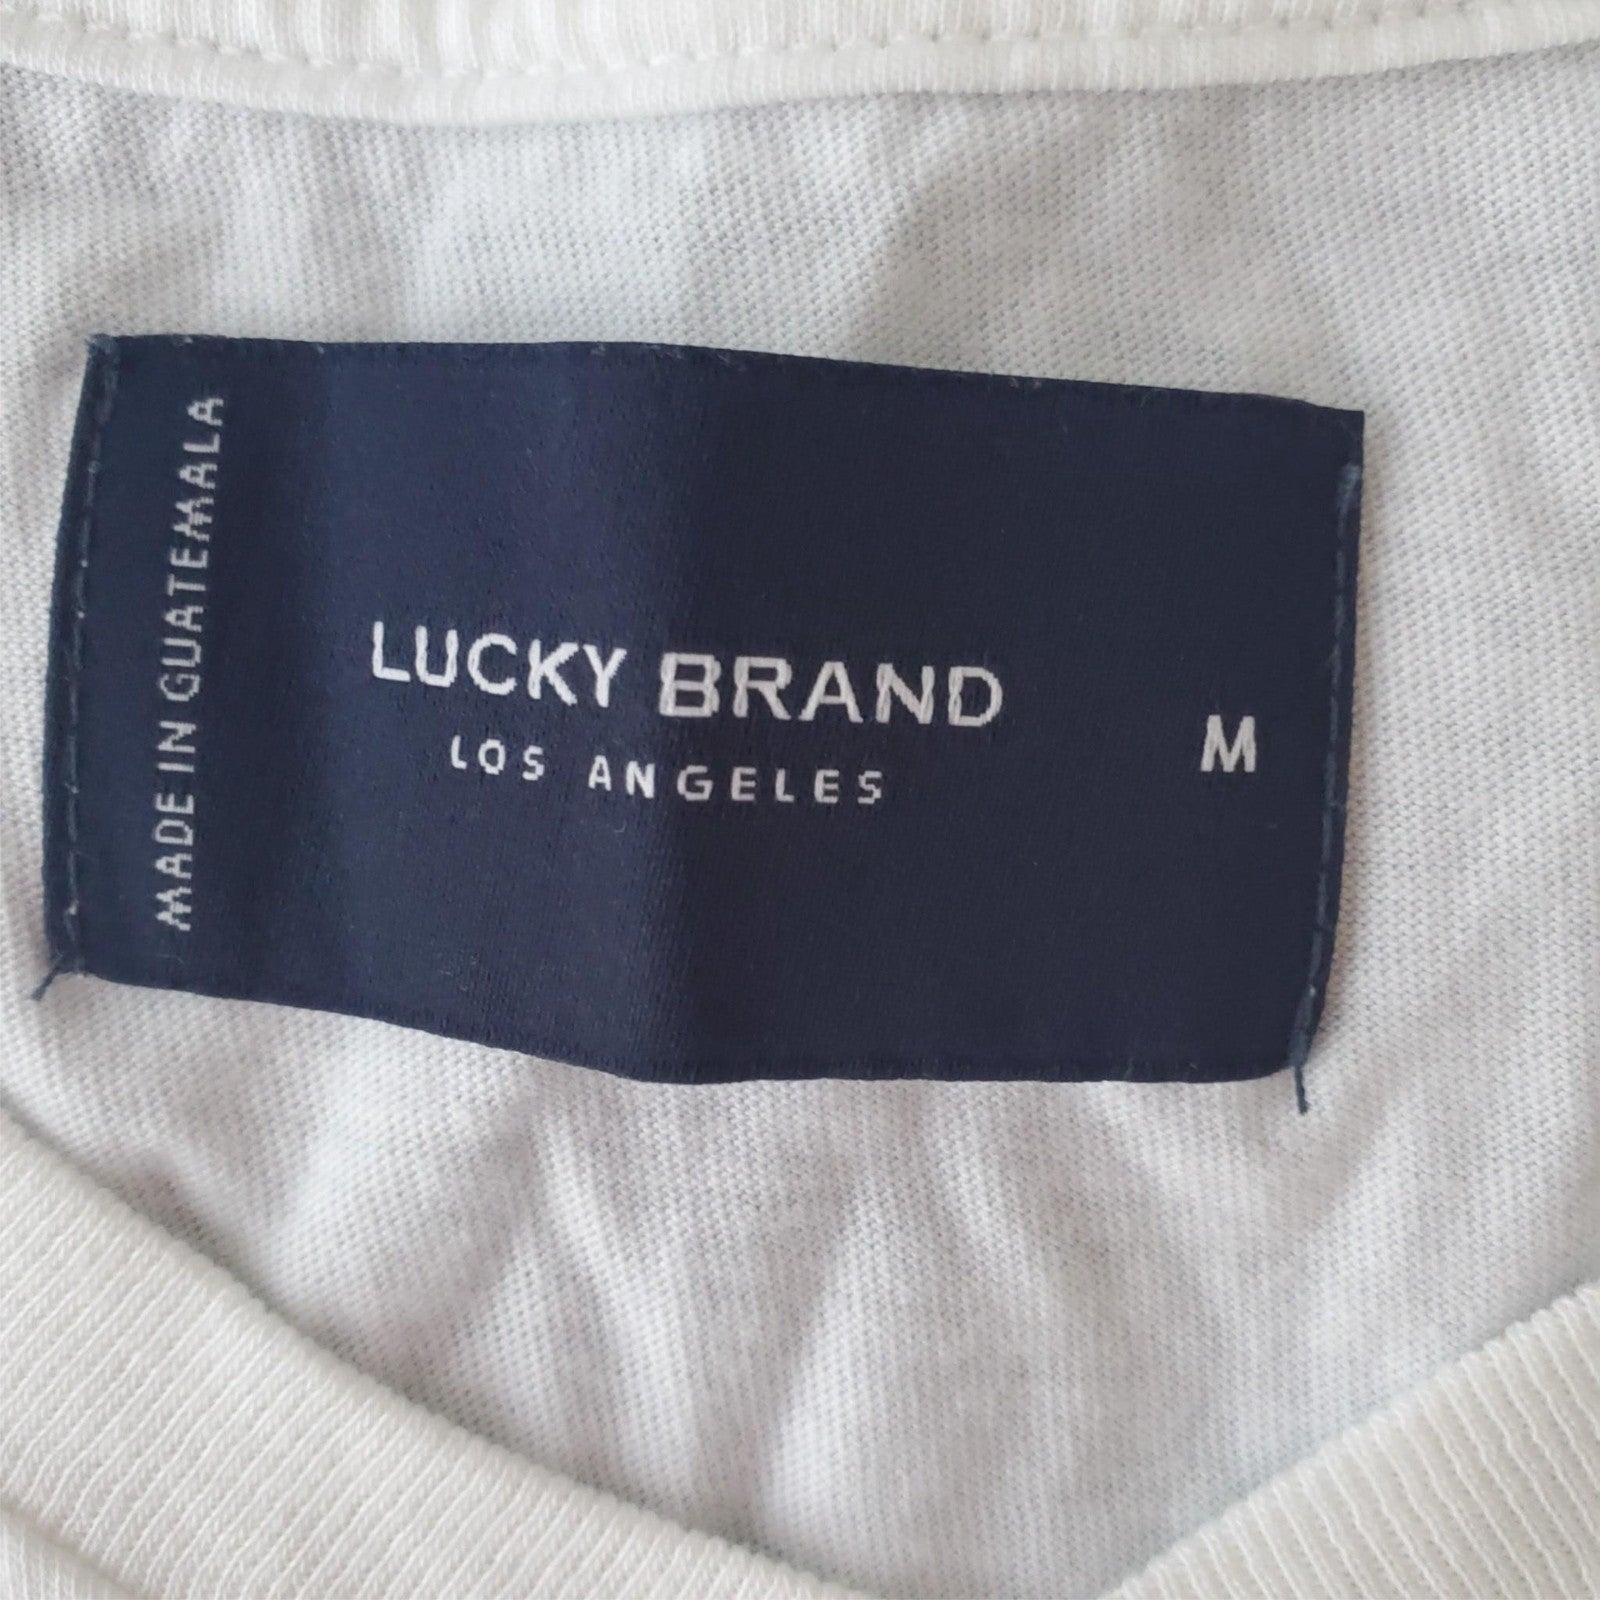 MADE IN GUATEMALA
LUCKY BRAND
LOS ANGELES
M